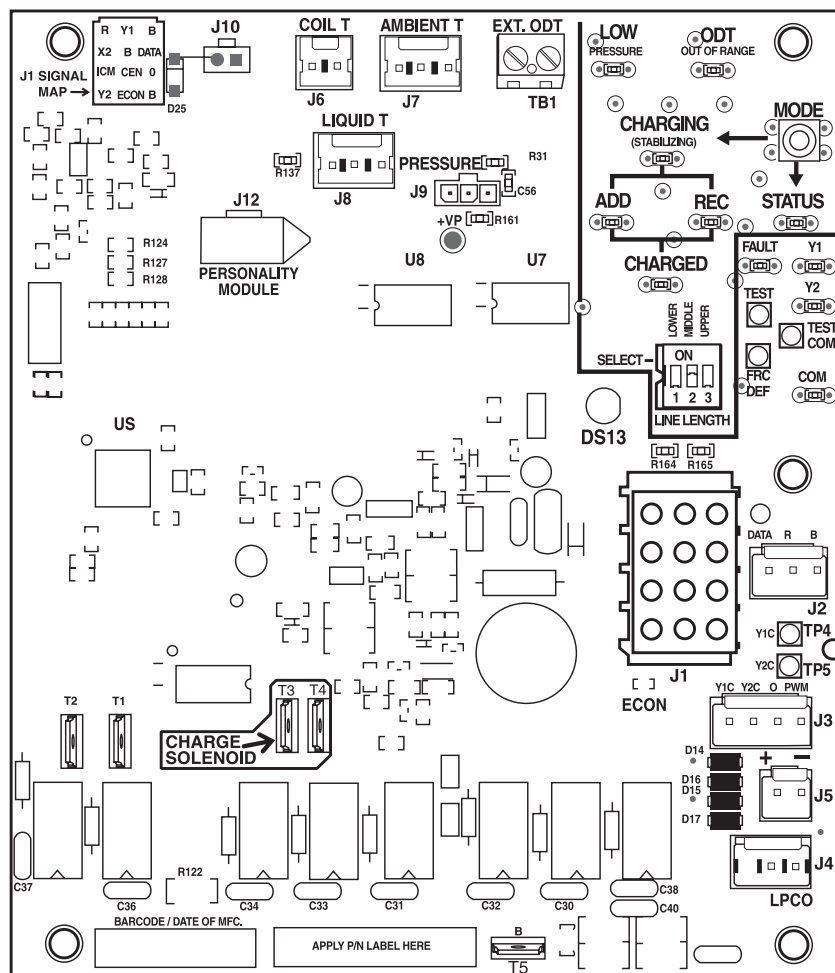 R Y1 B
X2 B DATA
ICM CEN 0
Y2 ECON B
J1 SIGNAL
MAP
D25
J10
COIL T
J6
AMBIENT T
J7
EXT. ODT
TB1
LOW
PRESSURE
ODT
OUT OF RANGE
CHARGING
(STABILIZING)
MODE
ADD
REC
STATUS
CHARGED
LIQUID T
J8
R137
PRESSURE
R31
J9
C56
+VP
R161
J12
PERSONALITY
MODULE
R124
R127
R128
U8
U7
FAULT
Y1
Y2
TEST
TEST
COM
FRC
DEF
COM
LOWER
MIDDLE
UPPER
SELECT
ON
1 2 3
LINE LENGTH
DS13
US
R164
R165
DATA R B
J2
Y1C
TP4
Y2C
TP5
J1
ECON
Y1C Y2C O PWM
J3
T2
T1
T3
T4
CHARGE
SOLENOID
D14
D16
D15
D17
+ –
J5
J4
LPCO
C37
C36
R122
C34
C33
C31
C32
C30
C38
C40
BARCODE / DATE OF MFC.
APPLY P/N LABEL HERE
B
T5